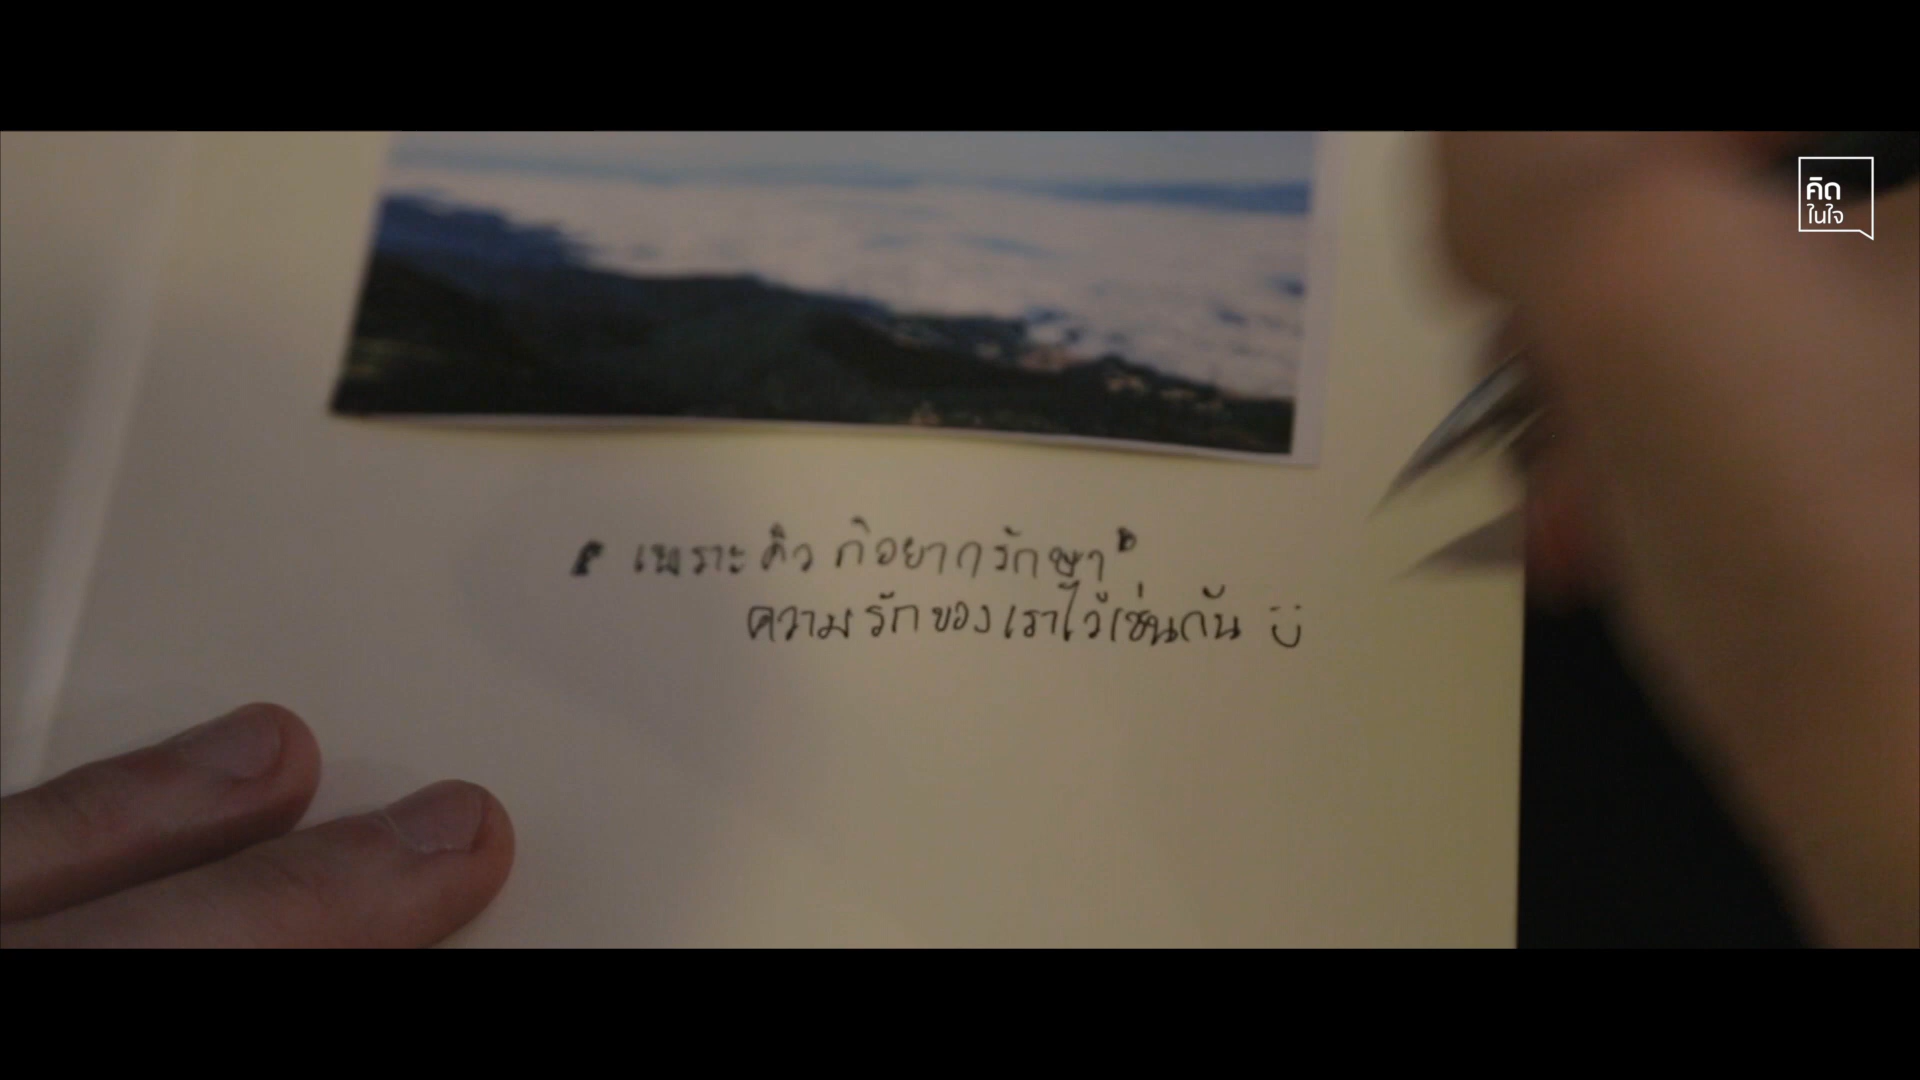 คิด
ในใจ
เพราะคิวก็อยากรักษา
ความรักของเราไว้เช่นกัน